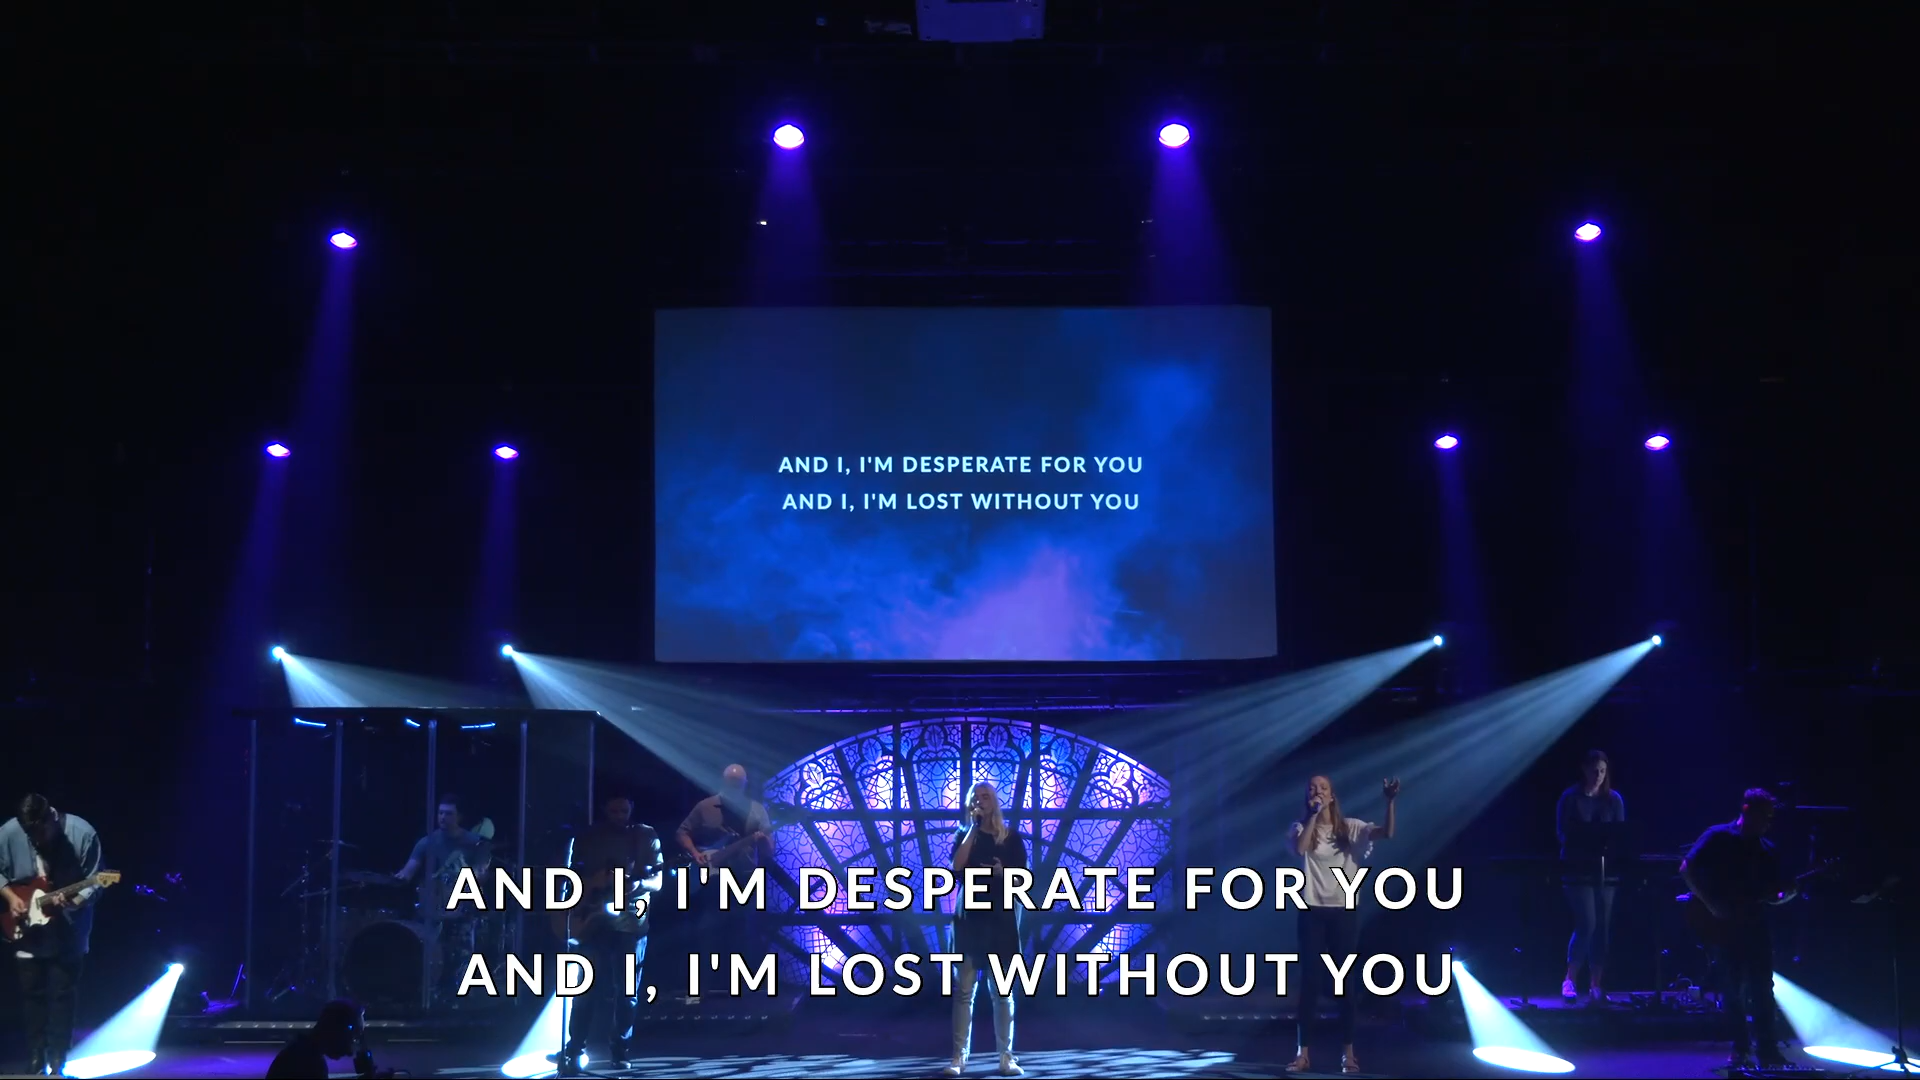 AND I, I'M DESPERATE FOR YOU
AND I, I'M LOST WITHOUT YOU
AND I, I'M DESPERATE FOR YOU
AND I, I'M LOST WITHOUT YOU